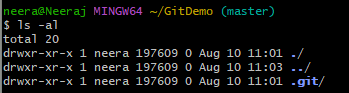 neera@Neeraj MINGW64 ~/GitDemo (master)
$ ls -al
total 20
drwxr-xr-x 1 neera 197609 0 Aug 10 11:01 ./
drwxr-xr-x 1 neera 197609 0 Aug 10 11:03 ../
drwxr-xr-x 1 neera 197609 0 Aug 10 11:01 .git/